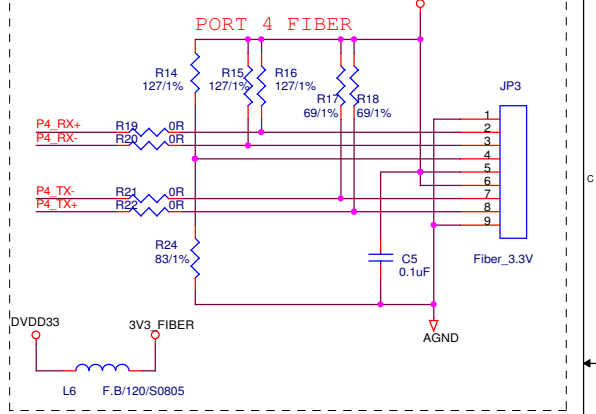 PORT 4 FIBER
R14
127/1%
R15
127/1%
R16
127/1%
R17
69/1%
R18
69/1%
JP3
P4_RX+
R19
0R
P4_RX-
R20
0R
1
2
3
4
5
6
7
8
9
C
P4_TX-
R21
0R
P4_TX+
R22
0R
R24
83/1%
C5
0.1uF
Fiber_3.3V
DVDD33
3V3_FIBER
AGND
L6
F.B/120/S0805